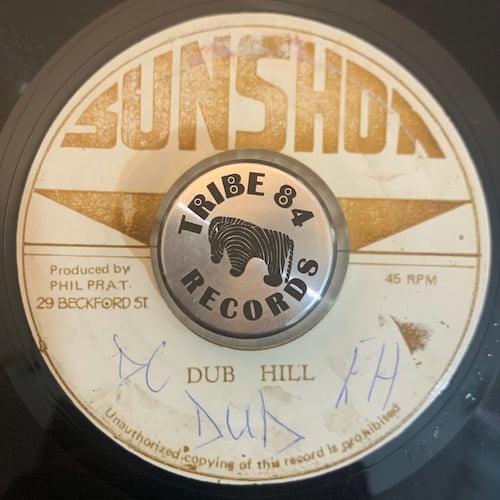 SUNSHOT
TRIBE 84
RECORDS
Produced by
PHIL PRAT.
29 BECKFORD ST.
45 RPM
DC
DUB HILL
FH
DUB
Unauthorized copying of this record is prohibited